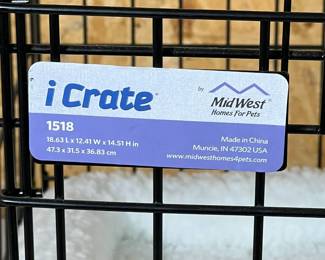 i Crate®
by
MidWest®
Homes For Pets
1518
18.63 L x 12.41 W x 14.51 H in
47.3 x 31.5 x 36.83 cm
Made in China
Muncie, IN 47302 USA
www.midwesthomes4pets.com